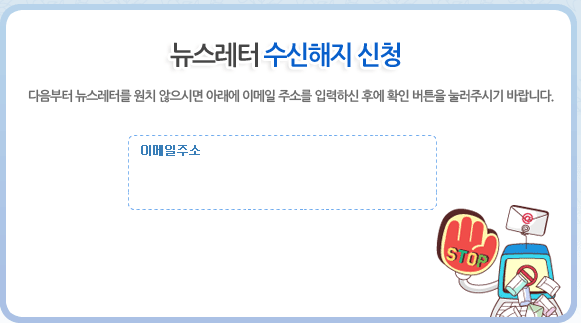 뉴스레터 수신해지 신청
다음부터 뉴스레터를 원치 않으시면 아래에 이메일 주소를 입력하신 후에 확인 버튼을 눌러주시기 바랍니다.
이메일주소
@
STOP